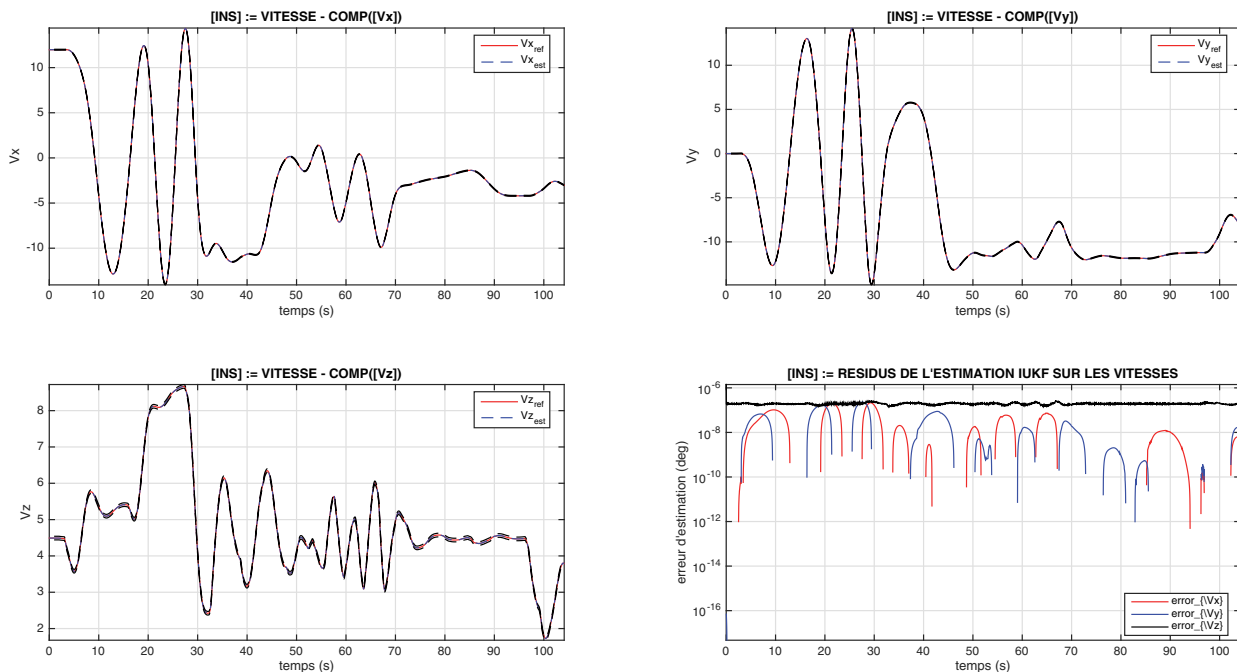 [INS] := VITESSE - COMP([Vx])
Vx_ref
Vx_est
10
5
0
-5
-10
Vx
0 10 20 30 40 50 60 70 80 90 100
temps (s)
[INS] := VITESSE - COMP([Vy])
Vy_ref
Vy_est
10
5
0
-5
-10
Vy
0 10 20 30 40 50 60 70 80 90 100
temps (s)
[INS] := VITESSE - COMP([Vz])
Vz_ref
Vz_est
8
7
6
5
4
3
2
Vz
0 10 20 30 40 50 60 70 80 90 100
temps (s)
[INS] := RESIDUS DE L'ESTIMATION IUKF SUR LES VITESSES
10^-6
10^-8
10^-10
10^-12
10^-14
10^-16
erreur d'estimation (deg)
error_{\Vx}
error_{\Vy}
error_{\Vz}
0 10 20 30 40 50 60 70 80 90 100
temps (s)